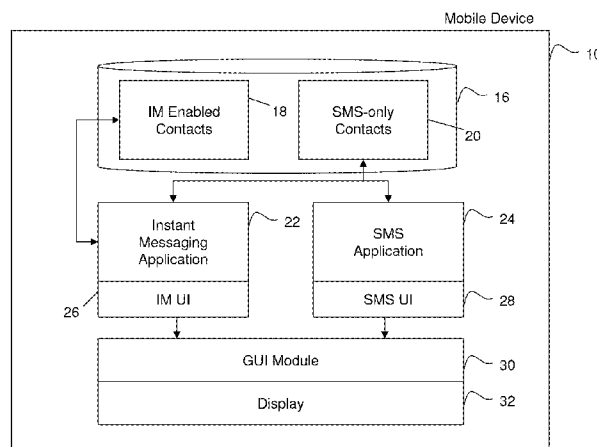 Mobile Device
10
16
IM Enabled
Contacts
18
SMS-only
Contacts
20
Instant
Messaging
Application
22
SMS
Application
24
26
IM UI
SMS UI
28
GUI Module
30
Display
32